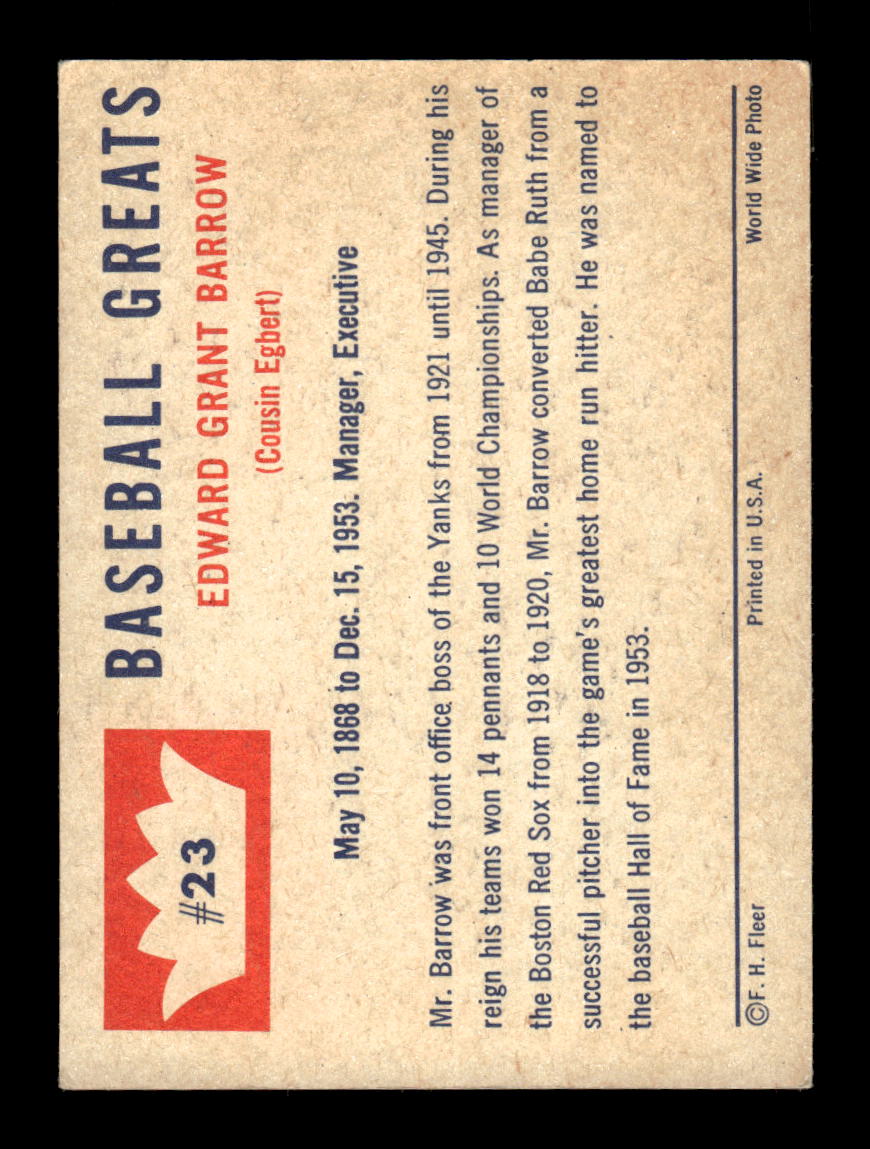 #23
BASEBALL GREATS
EDWARD GRANT BARROW
(Cousin Egbert)
May 10, 1868 to Dec. 15, 1953. Manager, Executive
Mr. Barrow was front office boss of the Yanks from 1921 until 1945. During his
reign his teams won 14 pennants and 10 World Championships. As manager of
the Boston Red Sox from 1918 to 1920, Mr. Barrow converted Babe Ruth from a
successful pitcher into the game's greatest home run hitter. He was named to
the baseball Hall of Fame in 1953.
©F. H. Fleer Printed in U.S.A. World Wide Photo